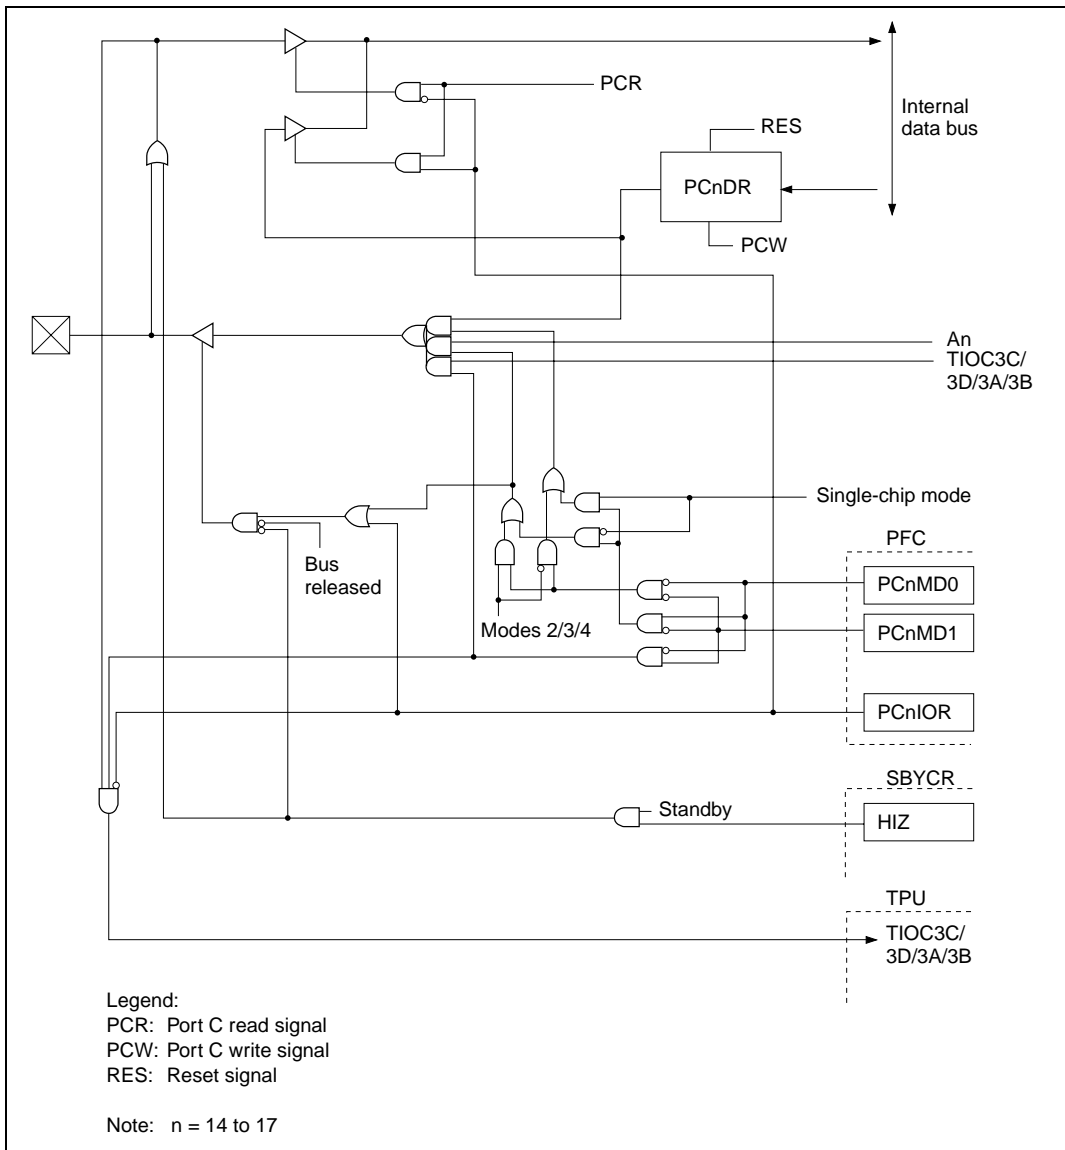 PCR
Internal
data bus
RES
PCnDR
PCW
An
TIOC3C/
3D/3A/3B
Single-chip mode
PFC
Bus
released
PCnMD0
Modes 2/3/4
PCnMD1
PCnIOR
SBYCR
Standby
HIZ
TPU
TIOC3C/
3D/3A/3B
Legend:
PCR: Port C read signal
PCW: Port C write signal
RES: Reset signal
Note: n = 14 to 17